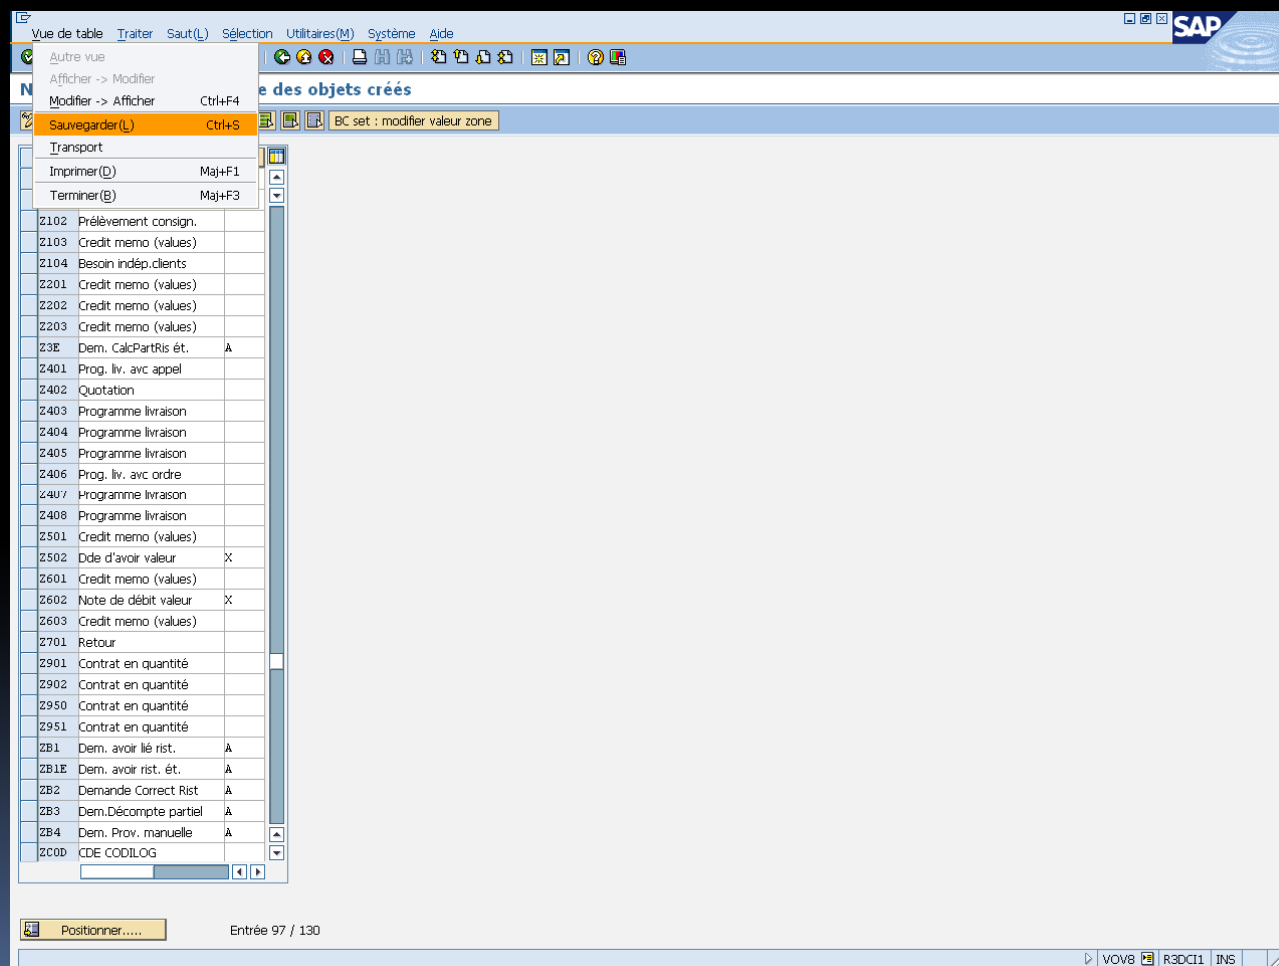 Vue de table Traiter Saut(L) Sélection Utilitaires(M) Système Aide
SAP
Autre vue
Afficher -> Modifier
Modifier -> Afficher Ctrl+F4
Sauvegarder(L) Ctrl+S
Transport
Imprimer(D) Maj+F1
Terminer(B) Maj+F3
N e des objets créés
BC set : modifier valeur zone
Z102 Prélèvement consign.
Z103 Credit memo (values)
Z104 Besoin indép.clients
Z201 Credit memo (values)
Z202 Credit memo (values)
Z203 Credit memo (values)
Z3E Dem. CalcPartRis ét. A
Z401 Prog. liv. avc appel
Z402 Quotation
Z403 Programme livraison
Z404 Programme livraison
Z405 Programme livraison
Z406 Prog. liv. avc ordre
Z407 Programme livraison
Z408 Programme livraison
Z501 Credit memo (values)
Z502 Dde d'avoir valeur X
Z601 Credit memo (values)
Z602 Note de débit valeur X
Z603 Credit memo (values)
Z701 Retour
Z901 Contrat en quantité
Z902 Contrat en quantité
Z950 Contrat en quantité
Z951 Contrat en quantité
ZB1 Dem. avoir lié rist. A
ZB1E Dem. avoir rist. ét. A
ZB2 Demande Correct Rist A
ZB3 Dem.Décompte partiel A
ZB4 Dem. Prov. manuelle A
ZCOD CDE CODILOG
Positionner..... Entrée 97 / 130
VOV8 R3DCI1 INS